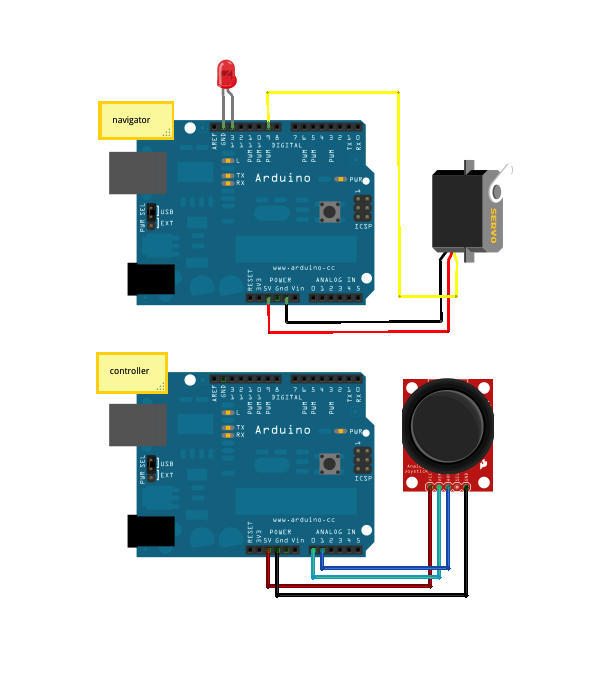 navigator
AREF
GND
13
12
11
10
9
8
7
6
5
4
3
2
1
0
PWM
PWM
PWM
PWM
PWM
PWM
TX
RX
DIGITAL
L
TX
RX
Arduino
PWR
PWR SEL
USB
EXT
1
ICSP
www.arduino.cc
RESET
3V3
5V Gnd Vin
POWER
ANALOG IN
0 1 2 3 4 5
SERVO
controller
AREF
GND
13
12
11
10
9
8
7
6
5
4
3
2
1
0
PWM
PWM
PWM
PWM
PWM
PWM
TX
RX
DIGITAL
L
TX
RX
Arduino
PWR
PWR SEL
USB
EXT
1
ICSP
www.arduino.cc
RESET
3V3
5V Gnd Vin
POWER
ANALOG IN
0 1 2 3 4 5
Analog
Joystick